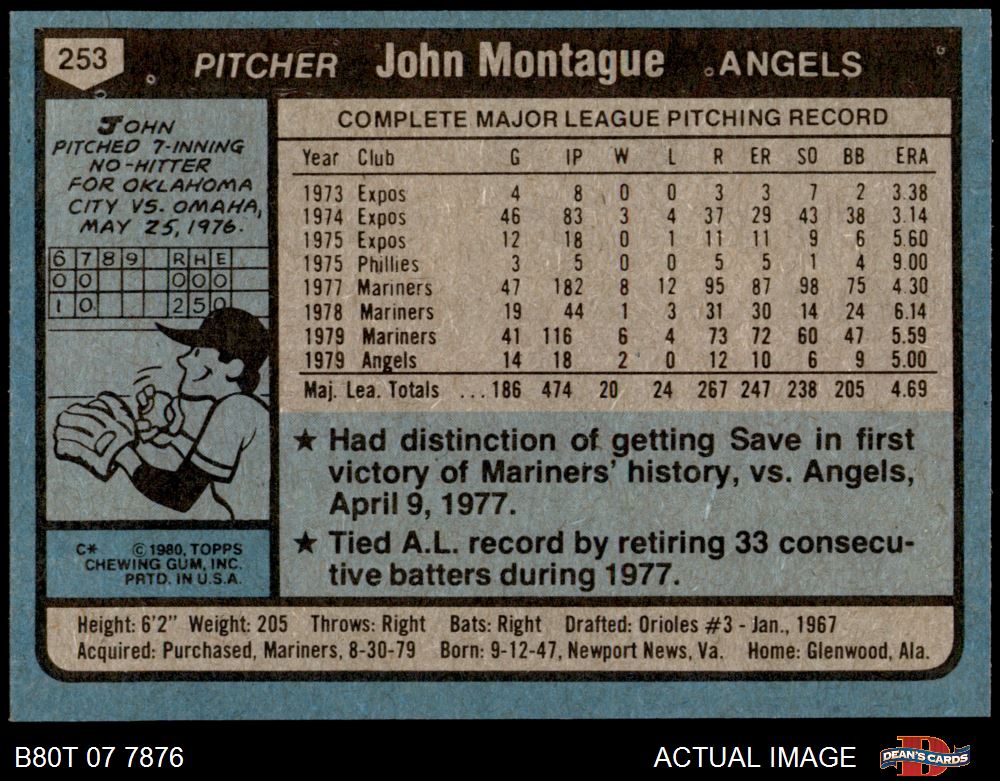 253
PITCHER John Montague ANGELS
JOHN
PITCHED 7-INNING
NO-HITTER
FOR OKLAHOMA
CITY VS. OMAHA,
MAY 25, 1976.
6 7 8 9 R H E
0 0 0 0 0
1 0 2 5 0
C* © 1980, TOPPS
CHEWING GUM, INC.
PRTD. IN U.S.A.
COMPLETE MAJOR LEAGUE PITCHING RECORD
Year Club G IP W L R ER SO BB ERA
1973 Expos 4 8 0 0 3 3 7 2 3.38
1974 Expos 46 83 3 4 37 29 43 38 3.14
1975 Expos 12 18 0 1 11 11 9 6 5.60
1975 Phillies 3 5 0 0 5 5 1 4 9.00
1977 Mariners 47 182 8 12 95 87 98 75 4.30
1978 Mariners 19 44 1 3 31 30 14 24 6.14
1979 Mariners 41 116 6 4 73 72 60 47 5.59
1979 Angels 14 18 2 0 12 10 6 9 5.00
Maj. Lea. Totals ... 186 474 20 24 267 247 238 205 4.69
★ Had distinction of getting Save in first
victory of Mariners' history, vs. Angels,
April 9, 1977.
★ Tied A.L. record by retiring 33 consecu-
tive batters during 1977.
Height: 6'2" Weight: 205 Throws: Right Bats: Right Drafted: Orioles #3 - Jan., 1967
Acquired: Purchased, Mariners, 8-30-79 Born: 9-12-47, Newport News, Va. Home: Glenwood, Ala.
B80T 07 7876
ACTUAL IMAGE
DEAN'S CARDS